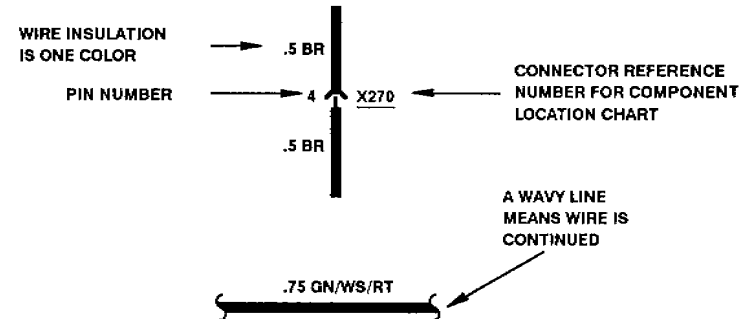 WIRE INSULATION
IS ONE COLOR
.5 BR
PIN NUMBER
4
X270
CONNECTOR REFERENCE
NUMBER FOR COMPONENT
LOCATION CHART
.5 BR
A WAVY LINE
MEANS WIRE IS
CONTINUED
.75 GN/WS/RT